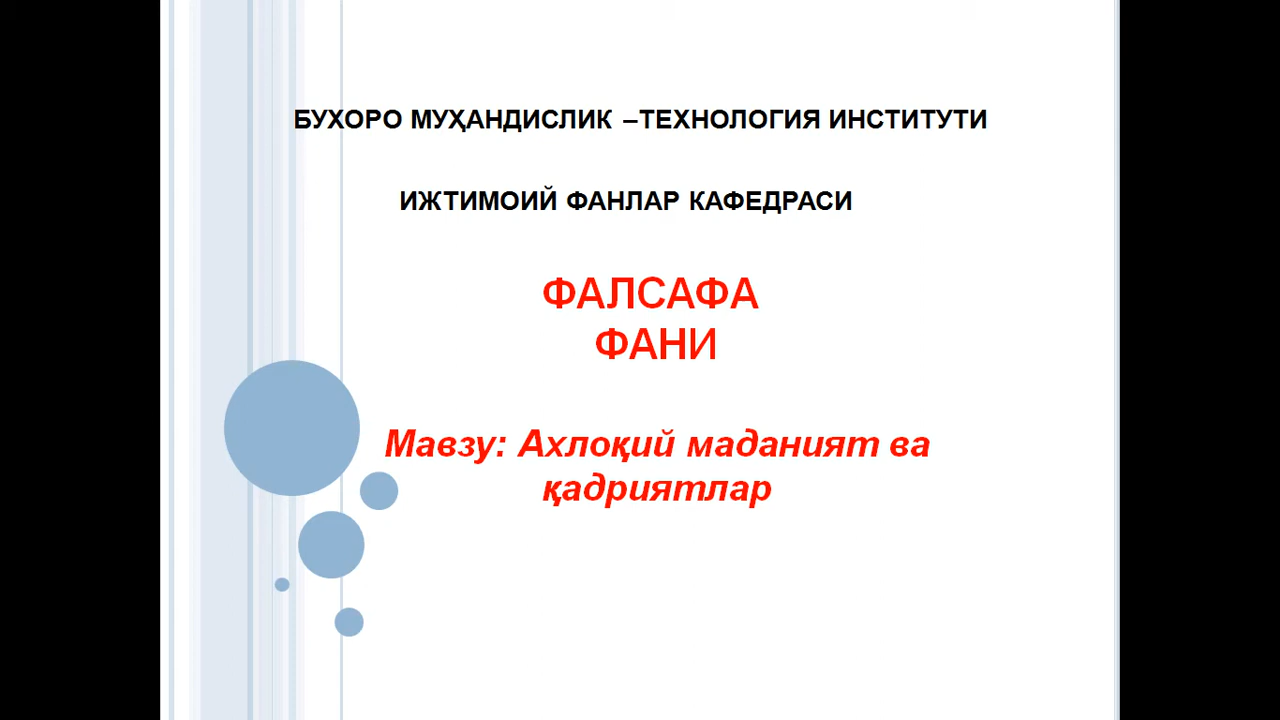 БУХОРО МУҲАНДИСЛИК –ТЕХНОЛОГИЯ ИНСТИТУТИ
ИЖТИМОИЙ ФАНЛАР КАФЕДРАСИ
ФАЛСАФА
ФАНИ
Мавзу: Ахлоқий маданият ва
қадриятлар